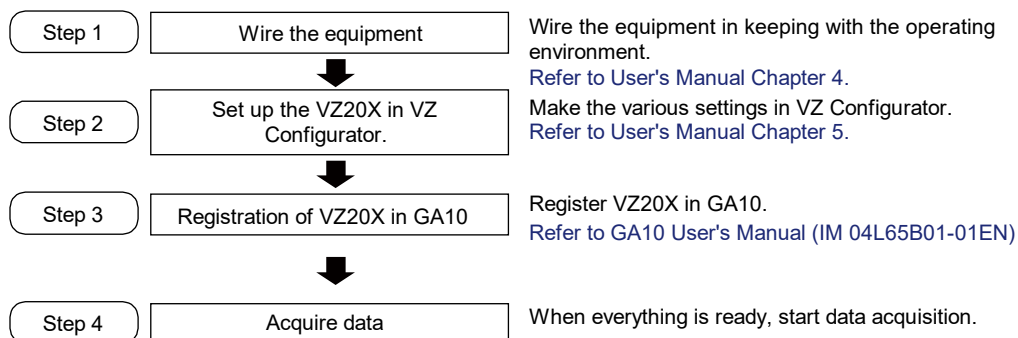 Step 1
Wire the equipment
Wire the equipment in keeping with the operating
environment.
Refer to User's Manual Chapter 4.
Step 2
Set up the VZ20X in VZ
Configurator.
Make the various settings in VZ Configurator.
Refer to User's Manual Chapter 5.
Step 3
Registration of VZ20X in GA10
Register VZ20X in GA10.
Refer to GA10 User's Manual (IM 04L65B01-01EN)
Step 4
Acquire data
When everything is ready, start data acquisition.